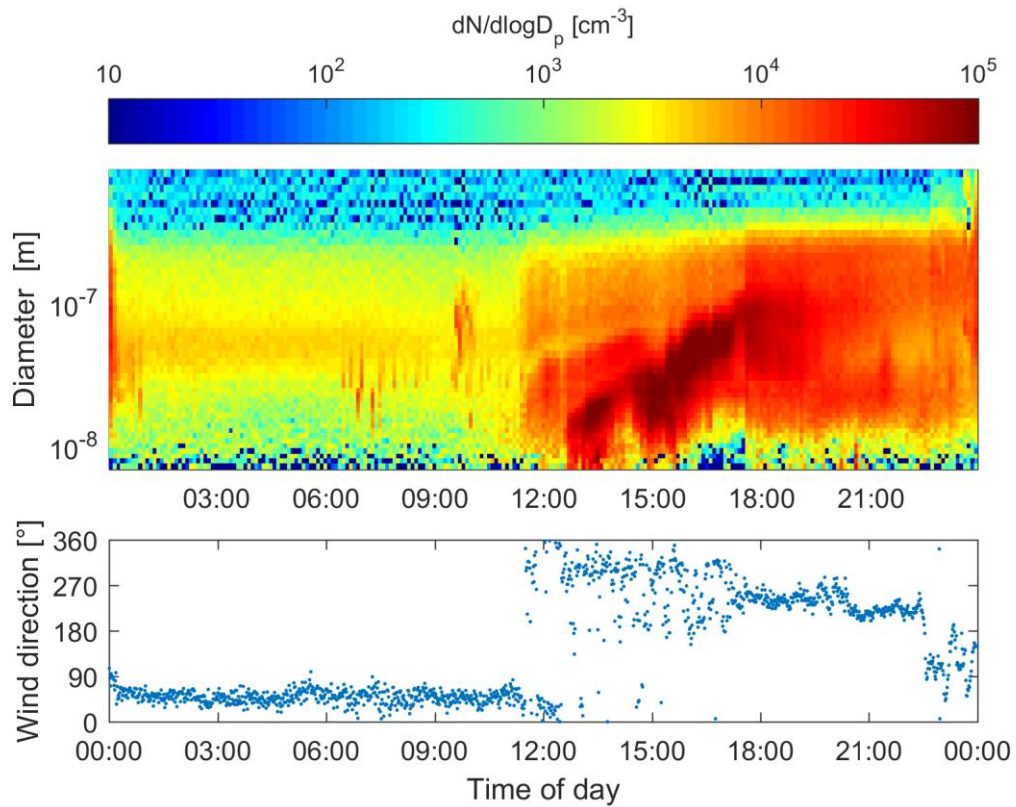 dN/dlogD_p [cm^-3]
10 10^2 10^3 10^4 10^5
Diameter [m]
10^-7
10^-8
03:00 06:00 09:00 12:00 15:00 18:00 21:00
Wind direction [°]
360
270
180
90
0
00:00 03:00 06:00 09:00 12:00 15:00 18:00 21:00 00:00
Time of day